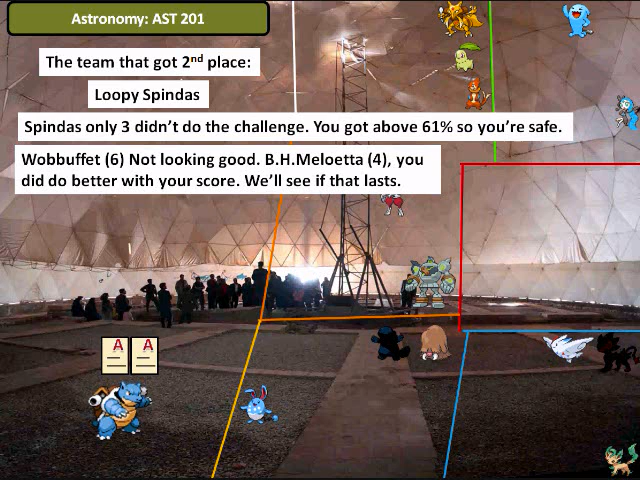 Astronomy: AST 201
The team that got 2nd place:
Loopy Spindas
Spindas only 3 didn't do the challenge. You got above 61% so you're safe.
Wobbuffet (6) Not looking good. B.H.Meloetta (4), you
did do better with your score. We'll see if that lasts.
A A